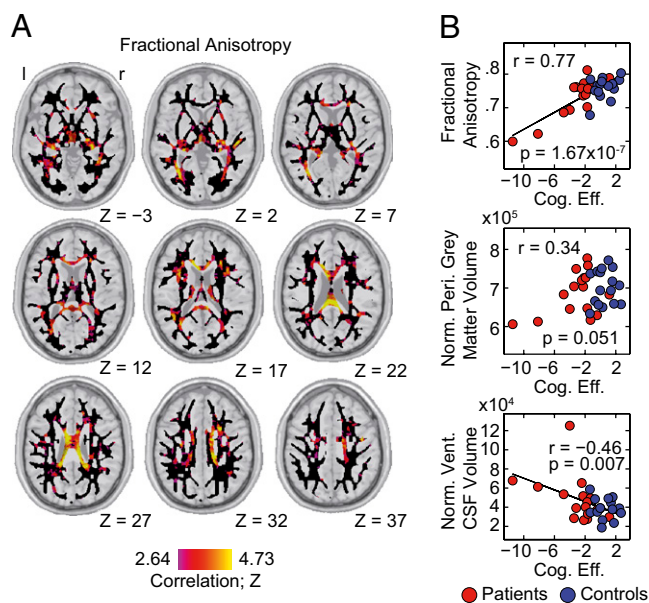 A
Fractional Anisotropy
l r
Z = −3
Z = 2
Z = 7
Z = 12
Z = 17
Z = 22
Z = 27
Z = 32
Z = 37
2.64 4.73
Correlation; Z
B
Fractional
Anisotropy
.8
.7
.6
r = 0.77
p = 1.67x10-7
−10 −6 −2 2
Cog. Eff.
x10⁵
Norm. Peri. Grey
Matter Volume
8
7
6
r = 0.34
p = 0.051
−10 −6 −2 2
Cog. Eff.
x10⁴
Norm. Vent.
CSF Volume
12
10
8
6
4
2
r = −0.46
p = 0.007
−10 −6 −2 2
Cog. Eff.
Patients Controls